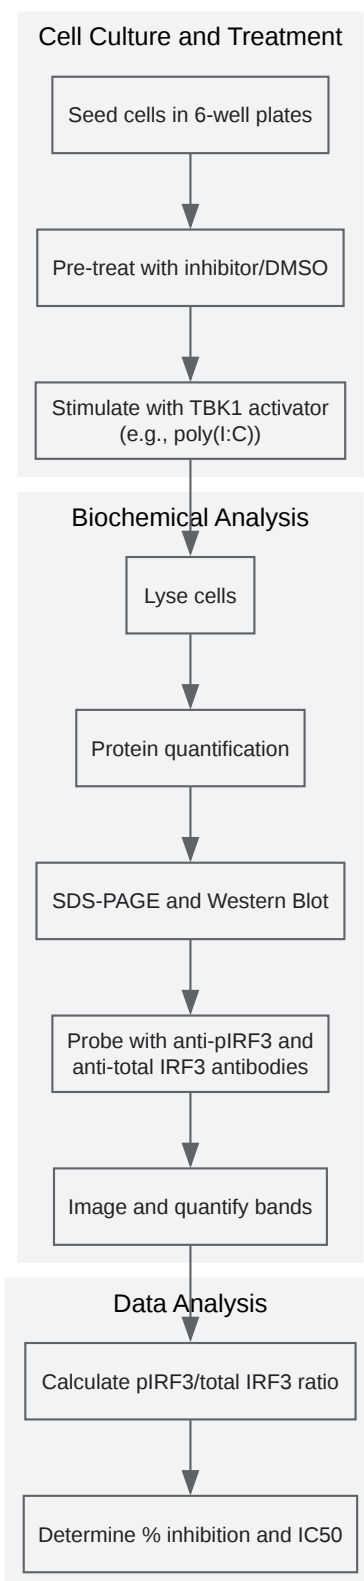 Cell Culture and Treatment
Seed cells in 6-well plates
Pre-treat with inhibitor/DMSO
Stimulate with TBK1 activator
(e.g., poly(I:C))
Biochemical Analysis
Lyse cells
Protein quantification
SDS-PAGE and Western Blot
Probe with anti-pIRF3 and
anti-total IRF3 antibodies
Image and quantify bands
Data Analysis
Calculate pIRF3/total IRF3 ratio
Determine % inhibition and IC50